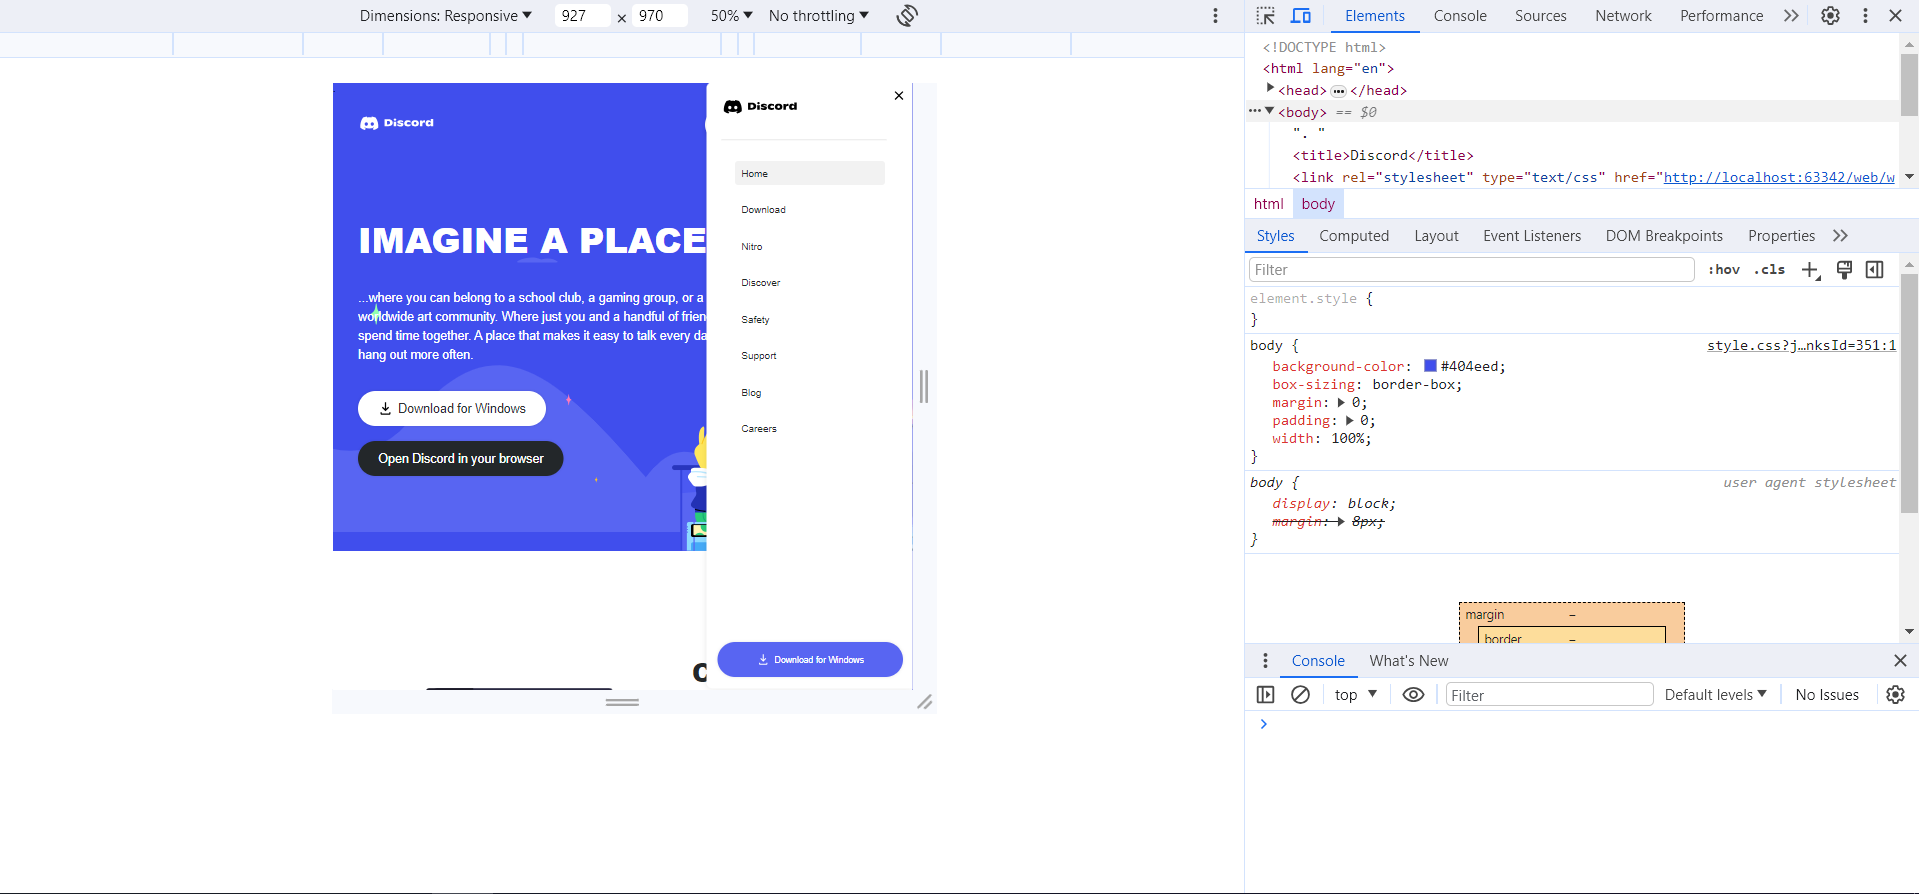 Dimensions: Responsive 927 × 970 50% No throttling
Elements Console Sources Network Performance
<!DOCTYPE html>
<html lang="en">
<head> ••• </head>
••• <body> == $0
". "
<title>Discord</title>
<link rel="stylesheet" type="text/css" href="http://localhost:63342/web/w
html body
Styles Computed Layout Event Listeners DOM Breakpoints Properties
Filter :hov .cls
element.style {
}
body { style.css?j…nksId=351:1
background-color: #404eed;
box-sizing: border-box;
margin: 0;
padding: 0;
width: 100%;
}
body { user agent stylesheet
display: block;
margin: 8px;
}
margin –
border –
Console What's New
top Filter Default levels No Issues
Discord
IMAGINE A PLACE
...where you can belong to a school club, a gaming group, or a
worldwide art community. Where just you and a handful of frien
spend time together. A place that makes it easy to talk every da
hang out more often.
Download for Windows
Open Discord in your browser
Discord
Home
Download
Nitro
Discover
Safety
Support
Blog
Careers
Download for Windows